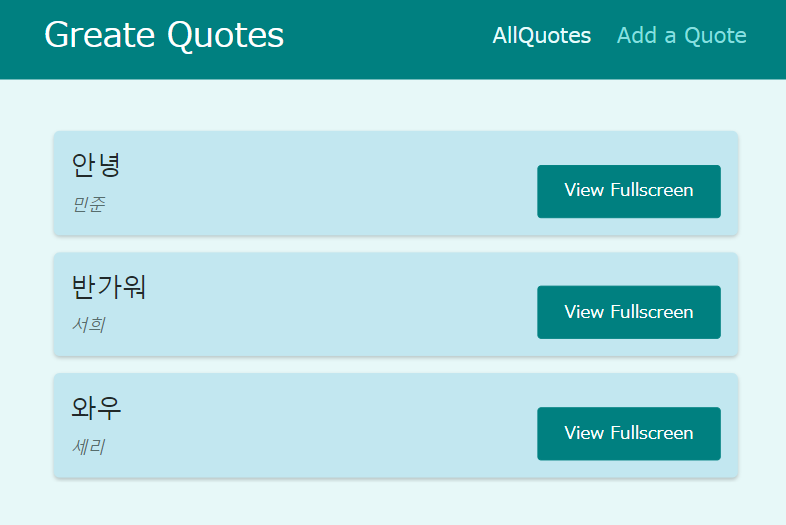 Greate Quotes
AllQuotes Add a Quote
안녕
민준
View Fullscreen
반가워
서희
View Fullscreen
와우
세리
View Fullscreen